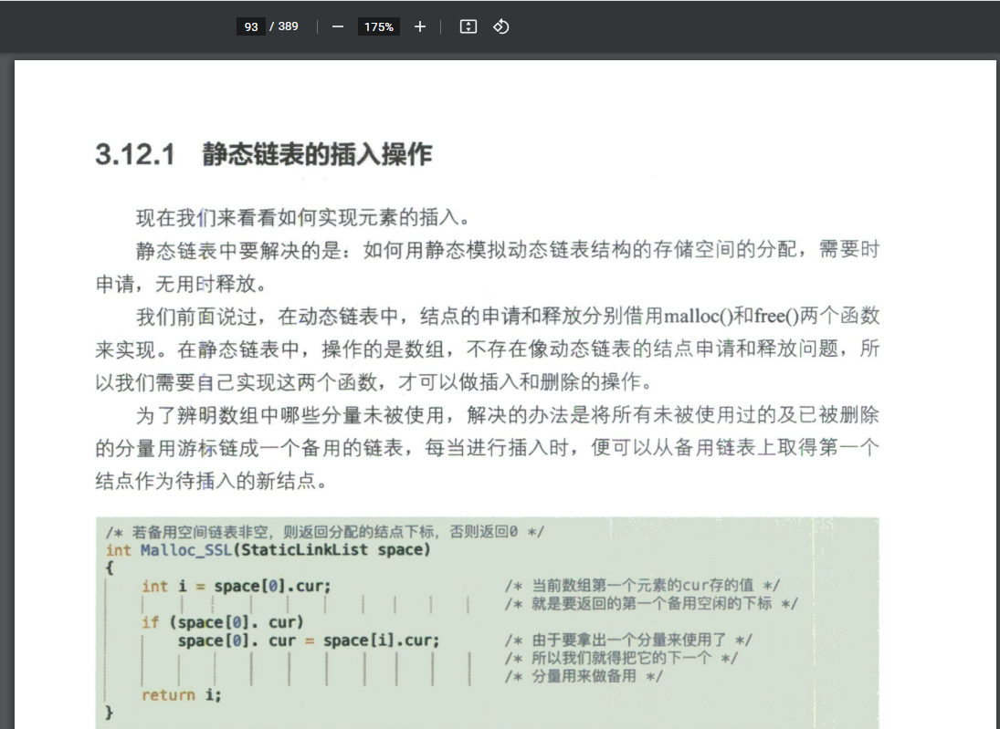 93 / 389 175%
3.12.1 静态链表的插入操作
现在我们来看看如何实现元素的插入。
静态链表中要解决的是：如何用静态模拟动态链表结构的存储空间的分配，需要时
申请，无用时释放。
我们前面说过，在动态链表中，结点的申请和释放分别借用malloc()和free()两个函数
来实现。在静态链表中，操作的是数组，不存在像动态链表的结点申请和释放问题，所
以我们需要自己实现这两个函数，才可以做插入和删除的操作。
为了辨明数组中哪些分量未被使用，解决的办法是将所有未被使用过的及已被删除
的分量用游标链成一个备用的链表，每当进行插入时，便可以从备用链表上取得第一个
结点作为待插入的新结点。
/* 若备用空间链表非空，则返回分配的结点下标，否则返回0 */
int Malloc_SSL(StaticLinkList space)
{
int i = space[0].cur; /* 当前数组第一个元素的cur存的值 */
/* 就是要返回的第一个备用空闲的下标 */
if (space[0]. cur)
space[0]. cur = space[i].cur; /* 由于要拿出一个分量来使用了 */
/* 所以我们就得把它的下一个 */
/* 分量用来做备用 */
return i;
}